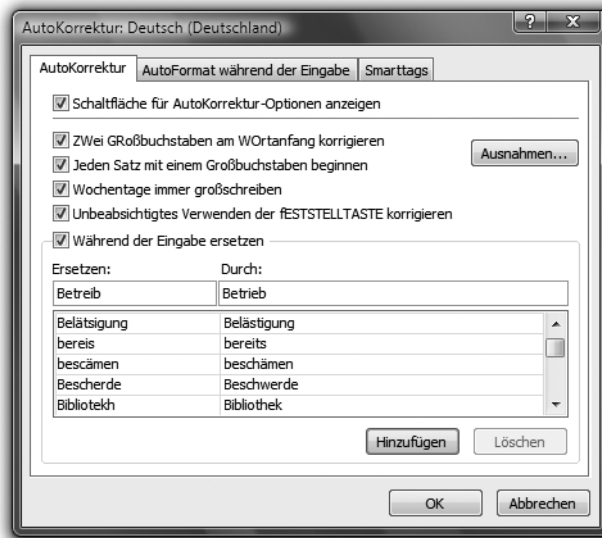 AutoKorrektur: Deutsch (Deutschland)
AutoKorrektur AutoFormat während der Eingabe Smarttags
Schaltfläche für AutoKorrektur-Optionen anzeigen
ZWei GRoßbuchstaben am WOrtanfang korrigieren
Ausnahmen...
Jeden Satz mit einem Großbuchstaben beginnen
Wochentage immer großschreiben
Unbeabsichtigtes Verwenden der fESTSTELLTASTE korrigieren
Während der Eingabe ersetzen
Ersetzen: Durch:
Betreib Betrieb
Belätsigung Belästigung
bereis bereits
bescämen beschämen
Bescherde Beschwerde
Bibliotekh Bibliothek
Hinzufügen Löschen
OK Abbrechen